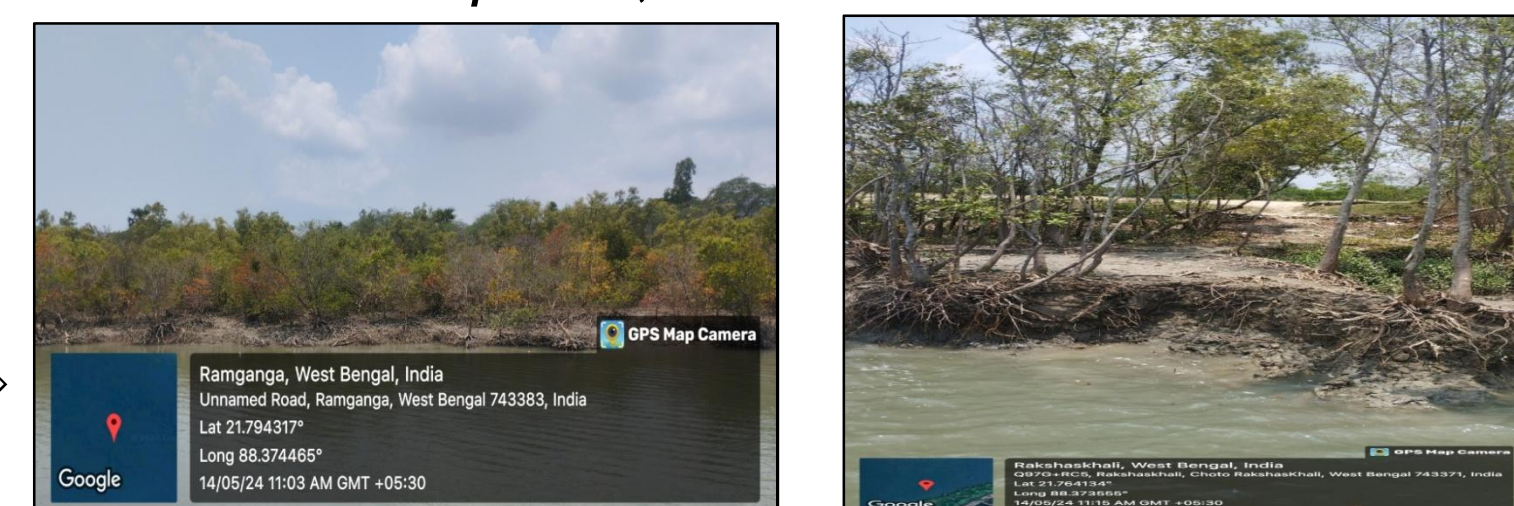 GPS Map Camera
Ramganga, West Bengal, India
Unnamed Road, Ramganga, West Bengal 743383, India
Lat 21.794317°
Long 88.374465°
14/05/24 11:03 AM GMT +05:30
Google
GPS Map Camera
Rakshaskhali, West Bengal, India
Q97G+RC5, Rakshaskhali, Choto RakshasKhali, West Bengal 743371, India
Lat 21.764134°
Long 88.373555°
14/05/24 11:15 AM GMT +05:30
Google